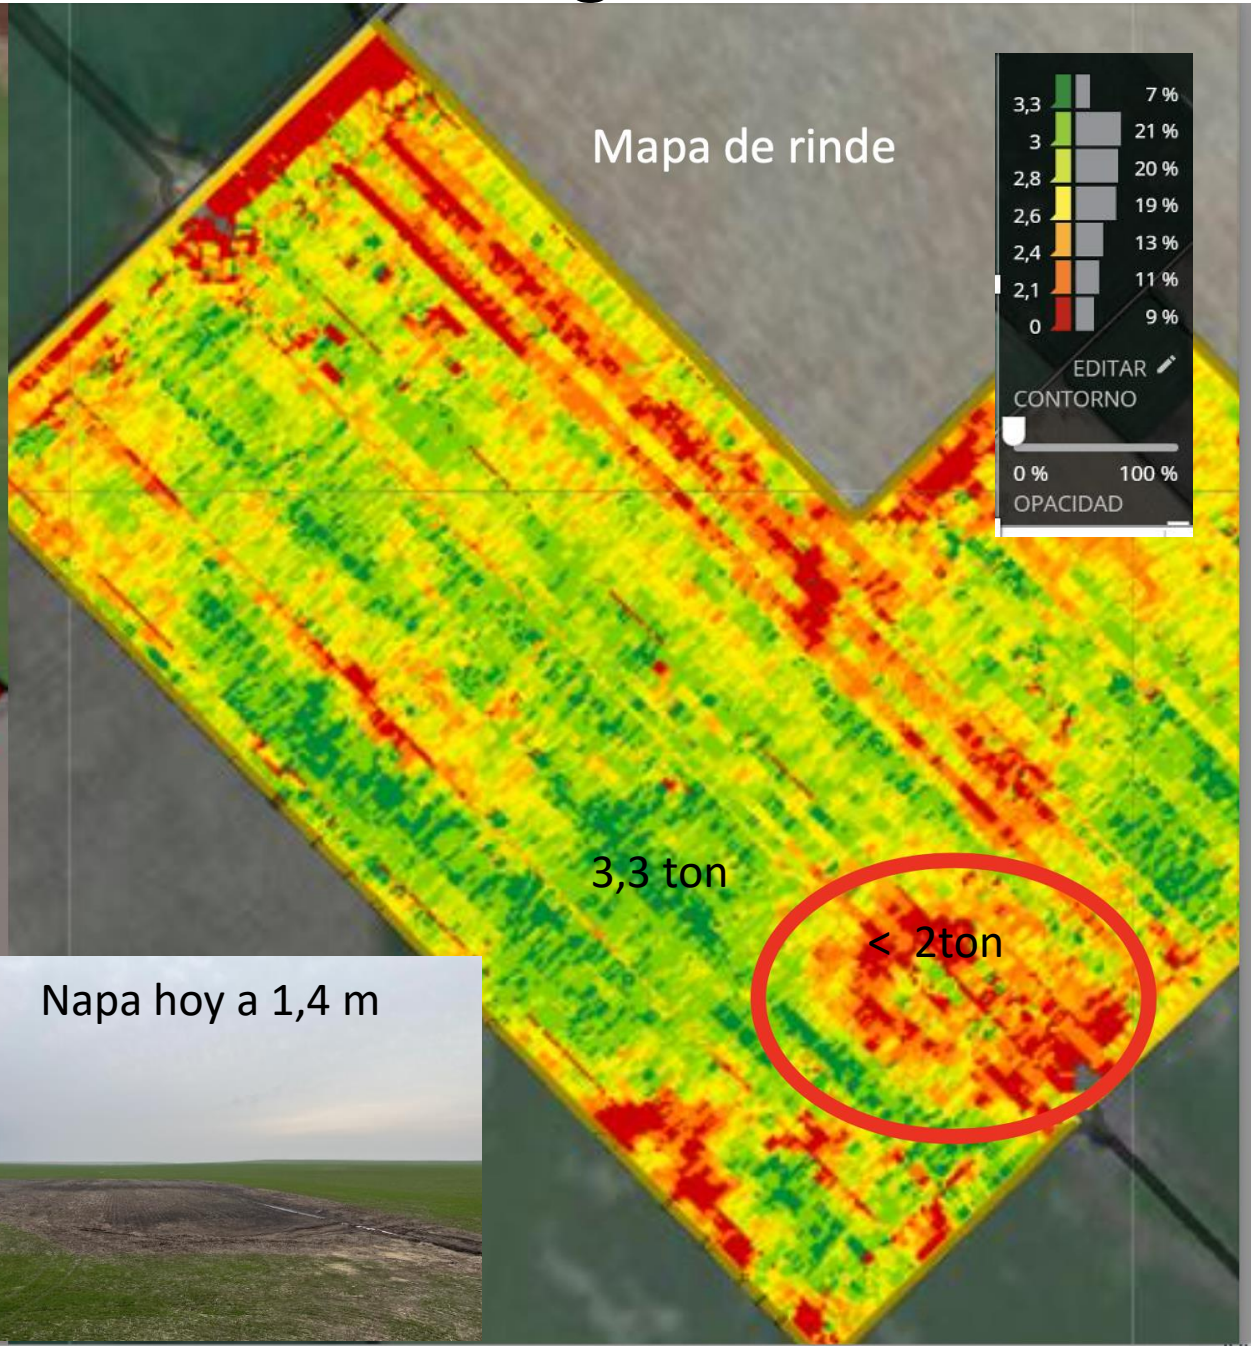 Mapa de rinde
3,3 7 %
3 21 %
2,8 20 %
2,6 19 %
2,4 13 %
2,1 11 %
0 9 %
EDITAR
CONTORNO
0 % 100 %
OPACIDAD
3,3 ton
< 2ton
Napa hoy a 1,4 m